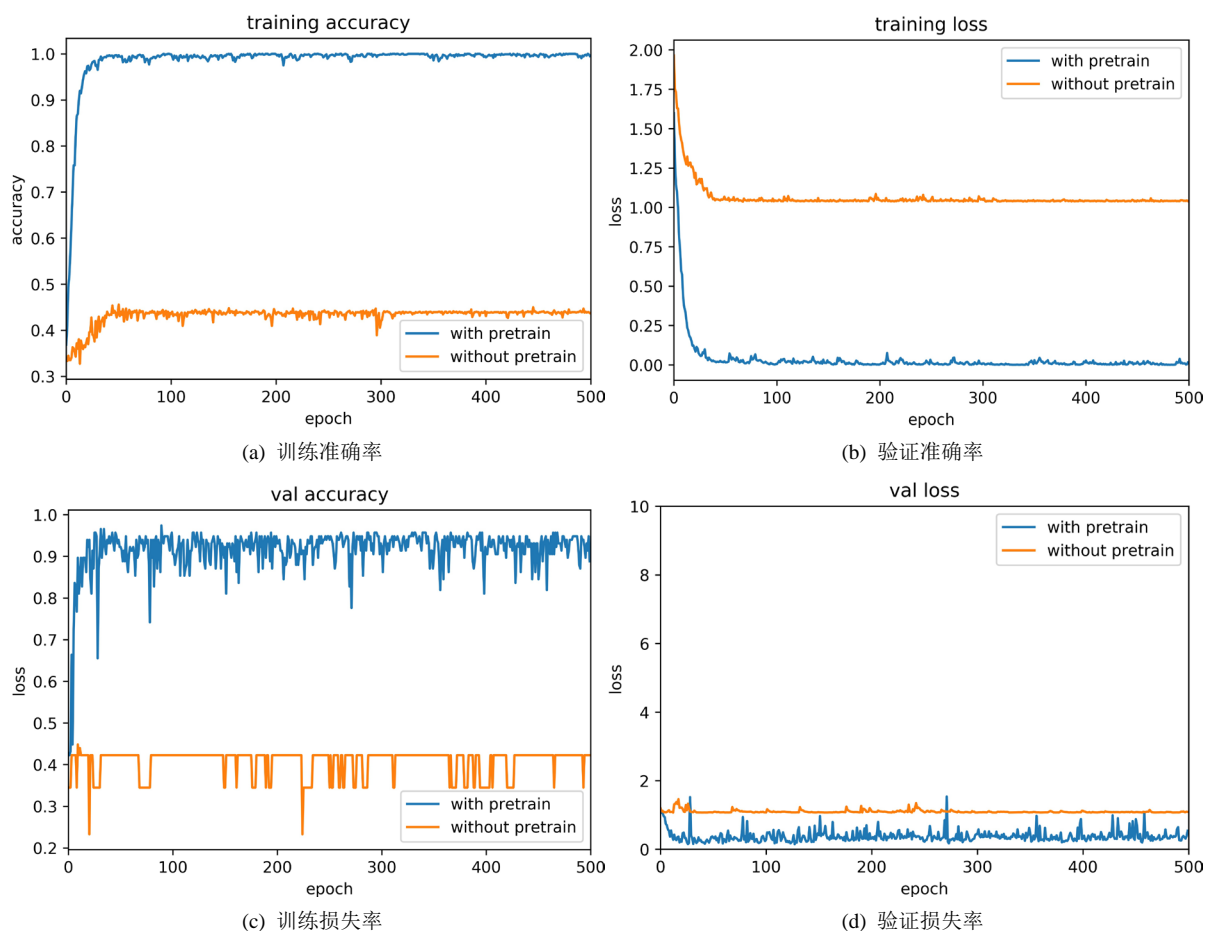 training accuracy
1.0
0.9
0.8
0.7
0.6
0.5
0.4
0.3
accuracy
with pretrain
without pretrain
0 100 200 300 400 500
epoch
(a) 训练准确率
training loss
2.00
1.75
1.50
1.25
1.00
0.75
0.50
0.25
0.00
loss
with pretrain
without pretrain
0 100 200 300 400 500
epoch
(b) 验证准确率
val accuracy
1.0
0.9
0.8
0.7
0.6
0.5
0.4
0.3
0.2
loss
with pretrain
without pretrain
0 100 200 300 400 500
epoch
(c) 训练损失率
val loss
10
8
6
4
2
0
loss
with pretrain
without pretrain
0 100 200 300 400 500
epoch
(d) 验证损失率